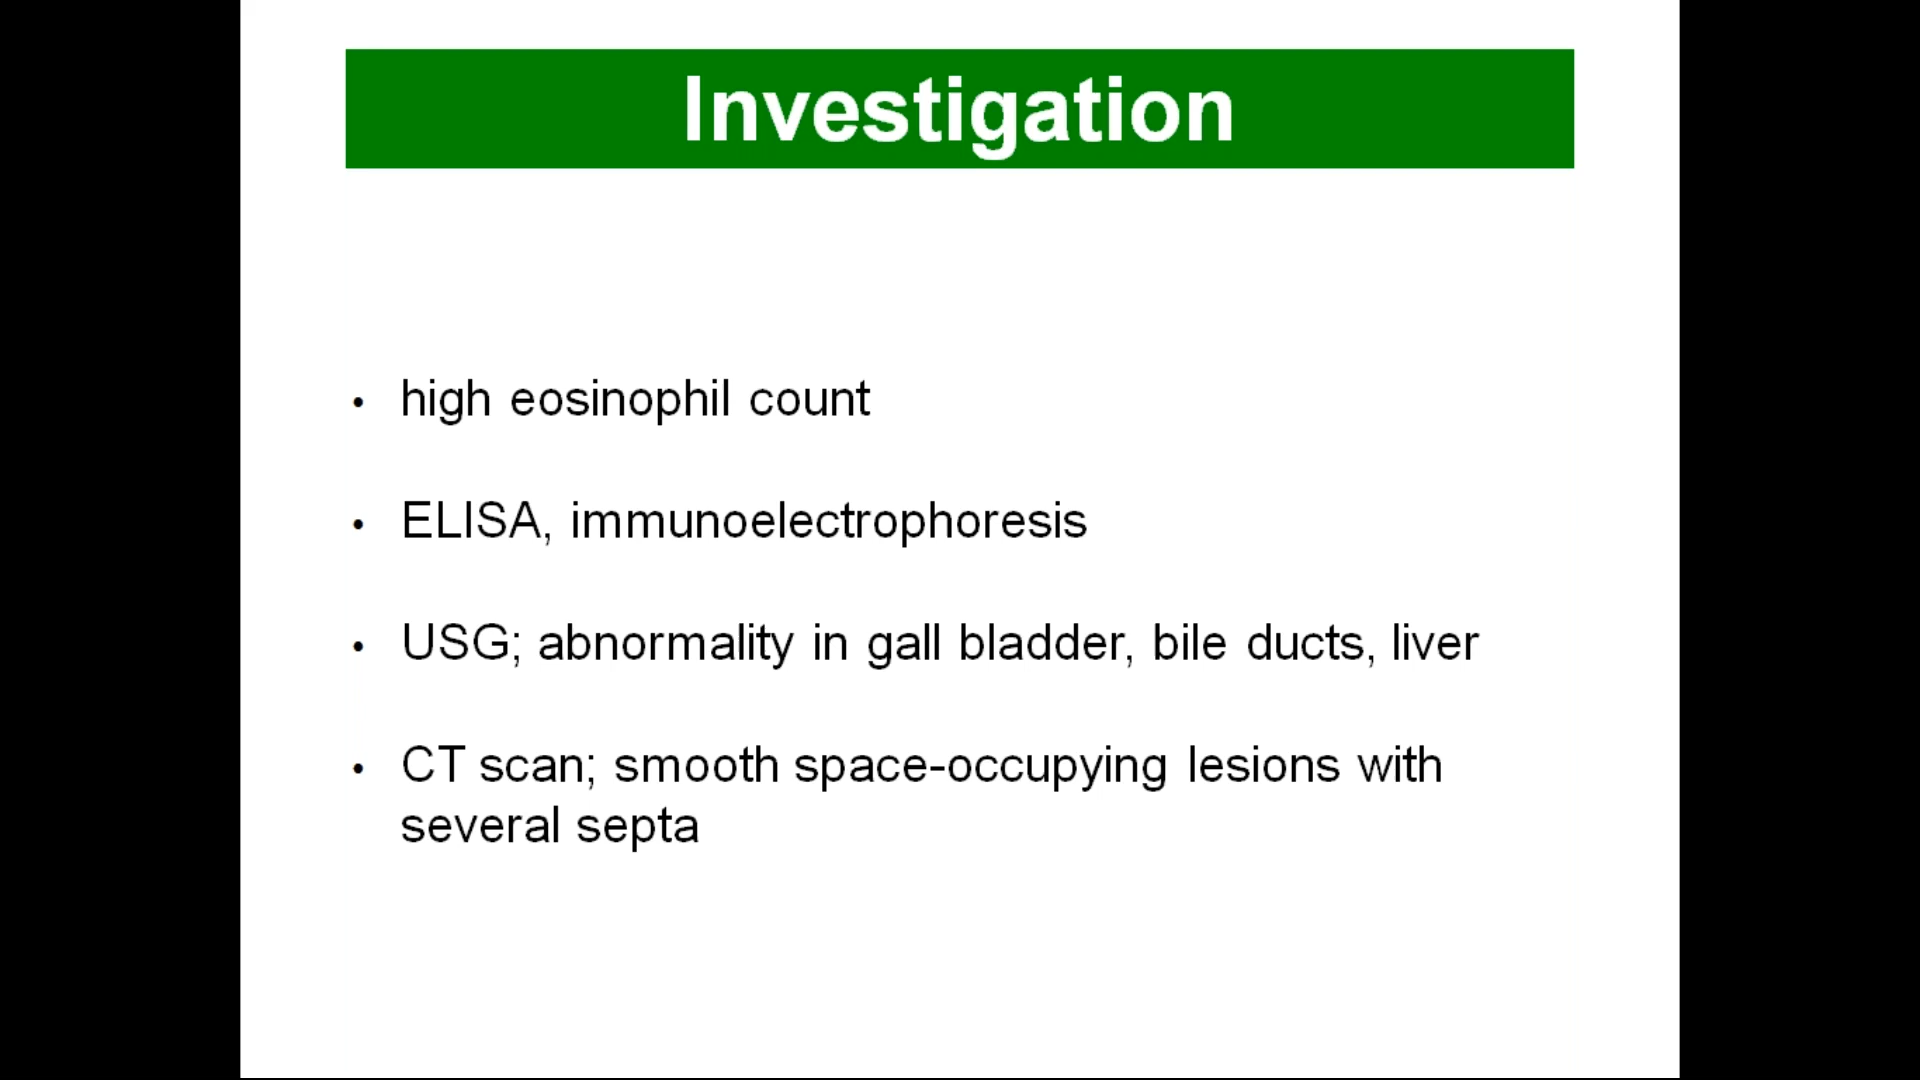 Investigation
• high eosinophil count
• ELISA, immunoelectrophoresis
• USG; abnormality in gall bladder, bile ducts, liver
• CT scan; smooth space-occupying lesions with
several septa